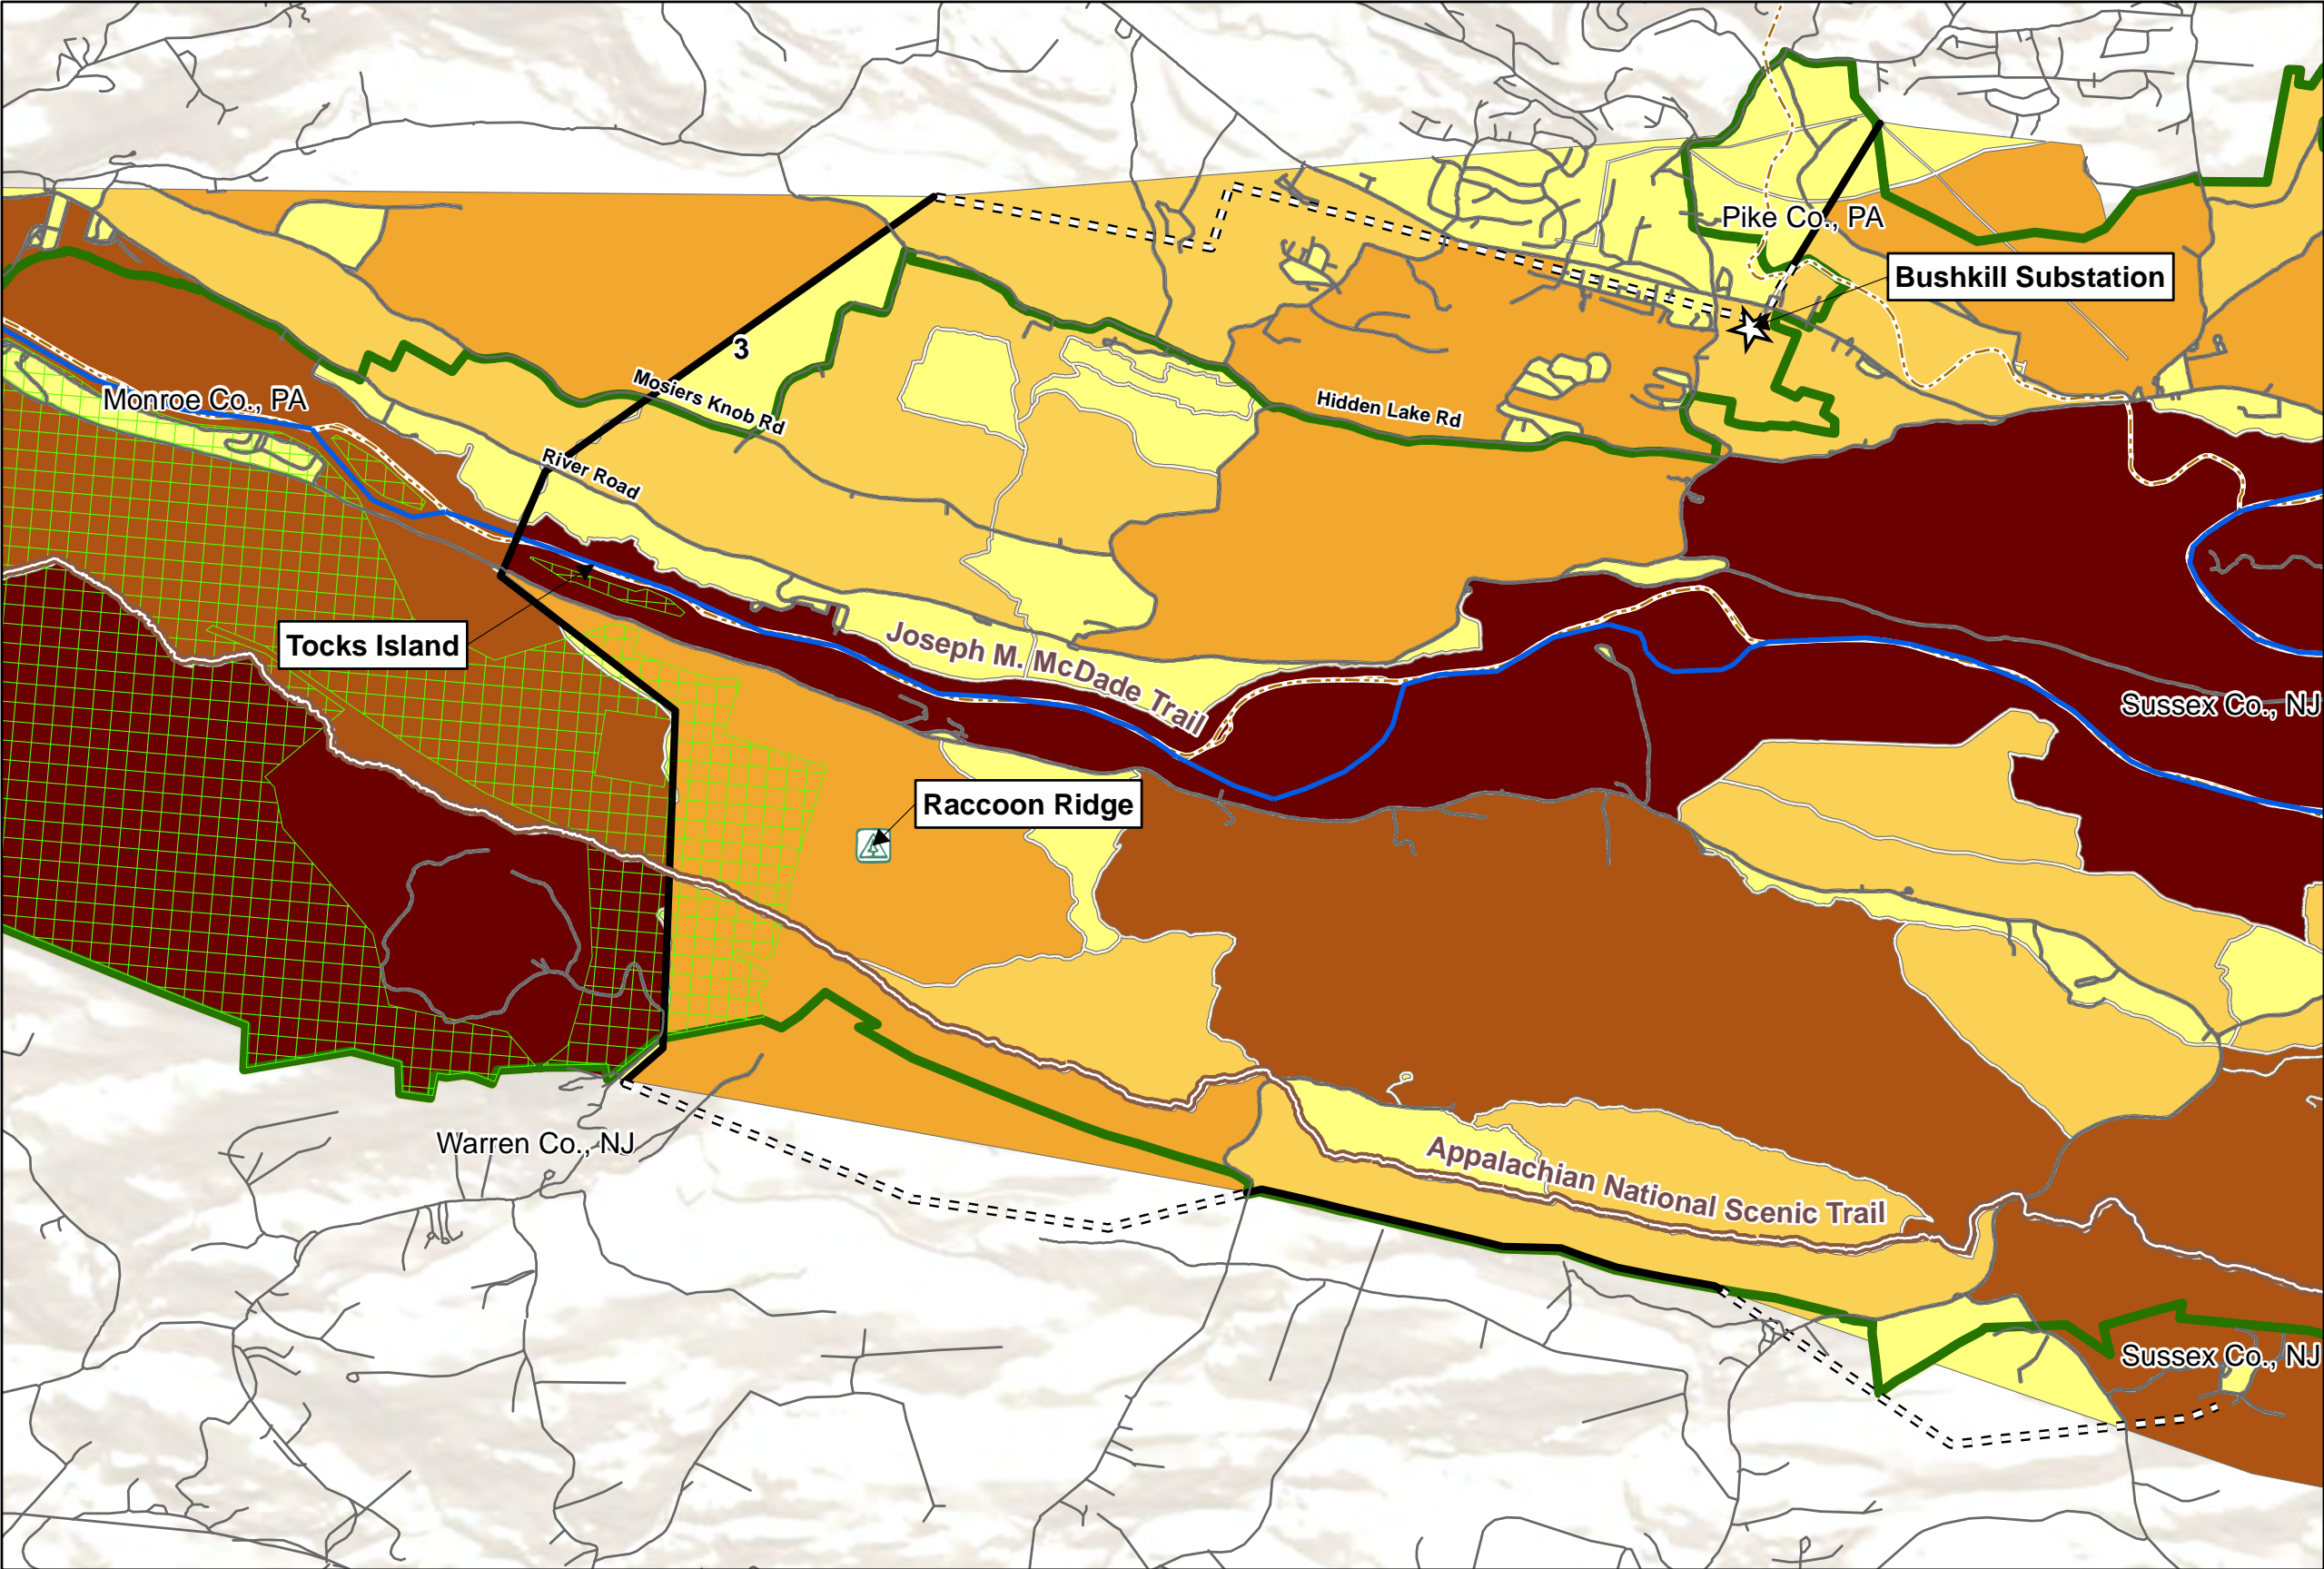 Pike Co., PA
Bushkill Substation
3
Mosiers Knob Rd
Hidden Lake Rd
Monroe Co., PA
River Road
Tocks Island
Joseph M. McDade Trail
Sussex Co., NJ
Raccoon Ridge
Warren Co., NJ
Appalachian National Scenic Trail
Sussex Co., NJ